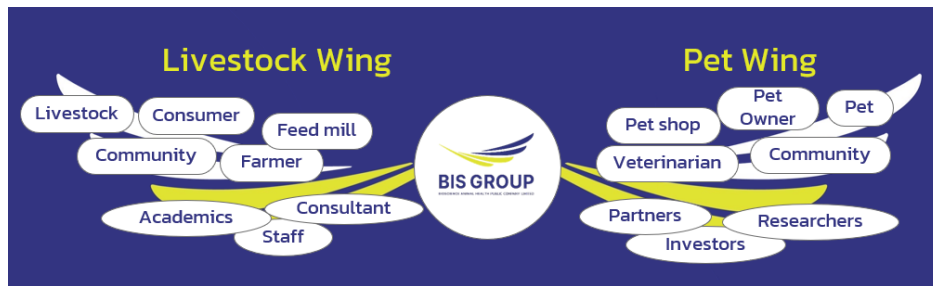 Livestock Wing
Pet Wing
Livestock
Consumer
Feed mill
Community
Farmer
Academics
Consultant
Staff
BIS GROUP
Pet shop
Pet
Owner
Pet
Veterinarian
Community
Partners
Researchers
Investors